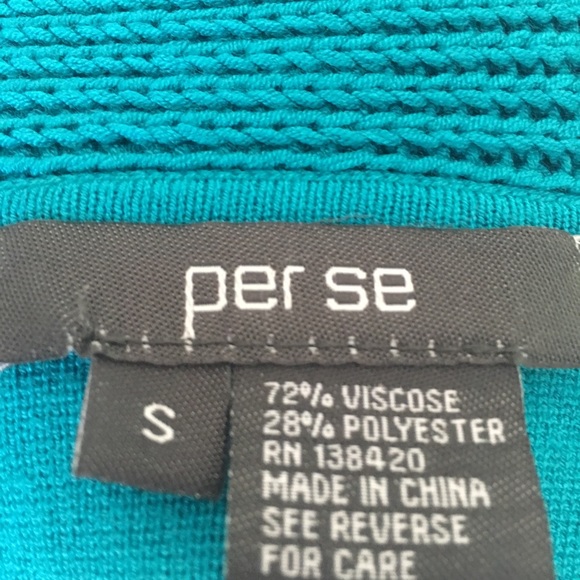 per se
S
72% VISCOSE
28% POLYESTER
RN 138420
MADE IN CHINA
SEE REVERSE
FOR CARE